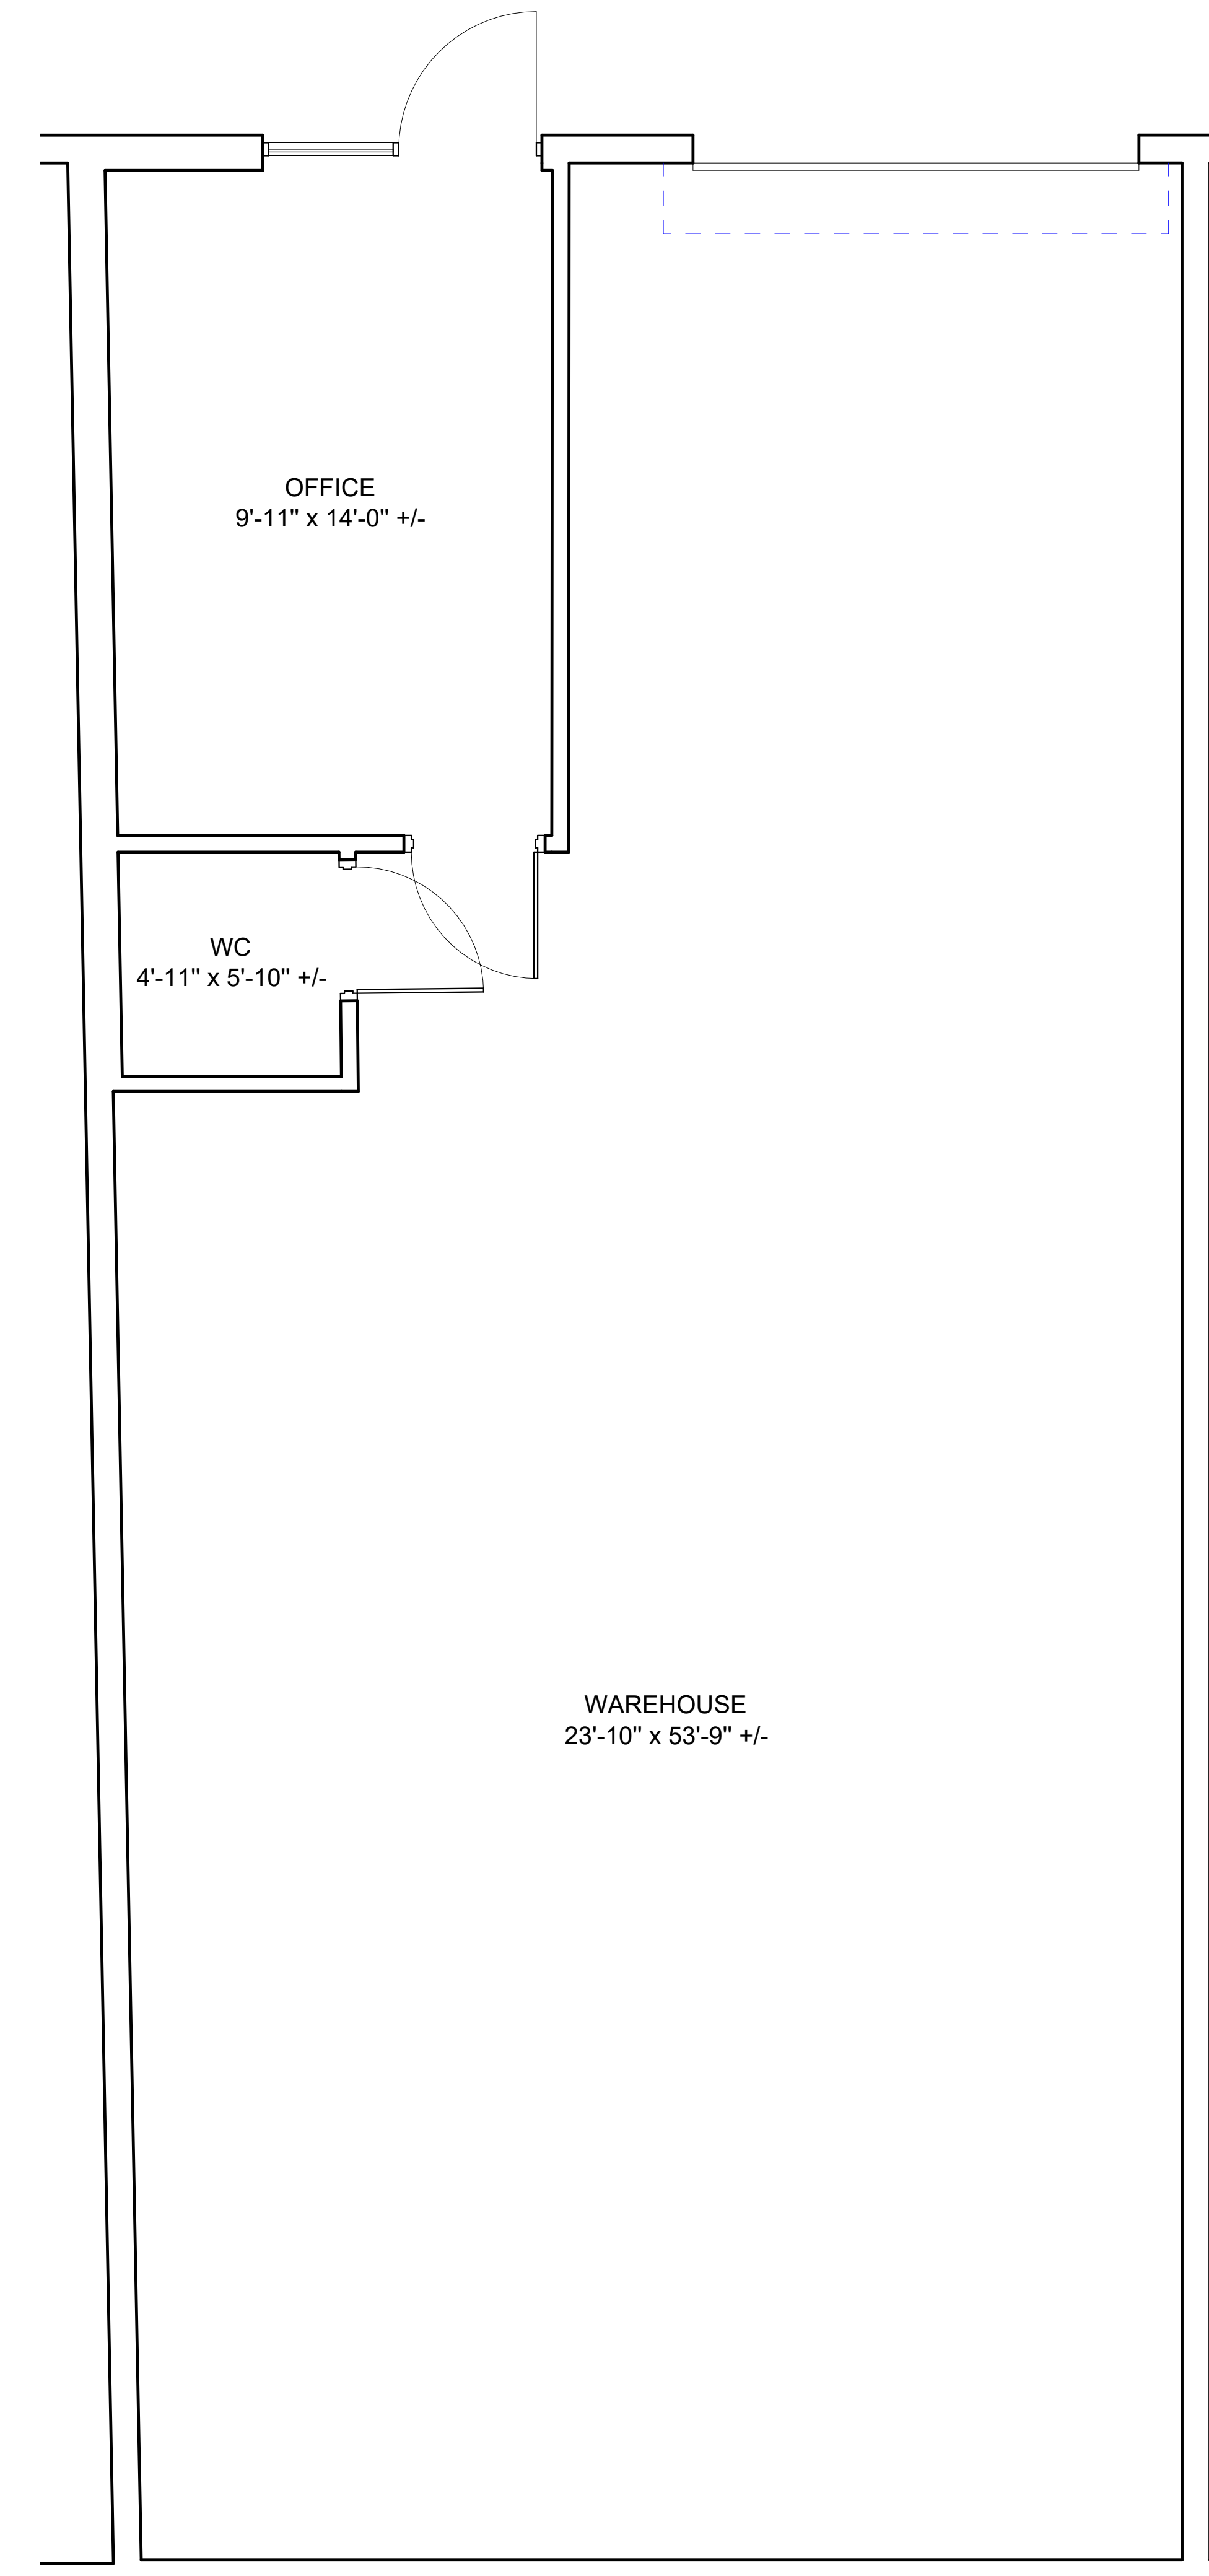 OFFICE
9'-11" x 14'-0" +/-
WC
4'-11" x 5'-10" +/-
WAREHOUSE
23'-10" x 53'-9" +/-